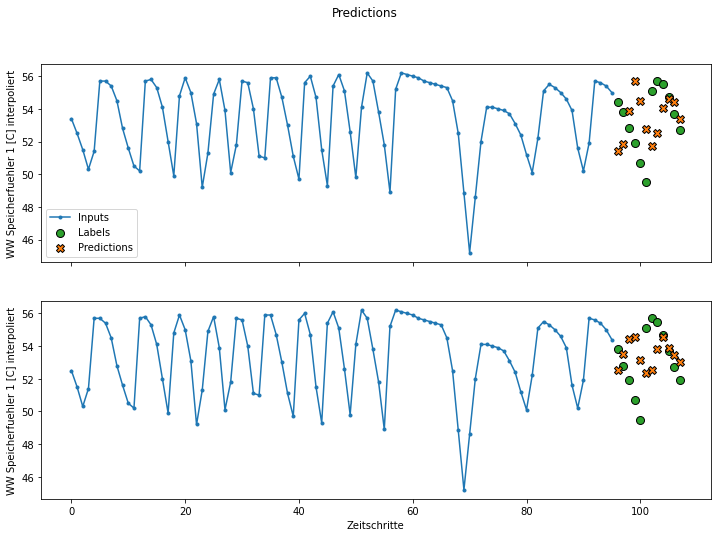 Predictions
WW Speicherfuehler 1 [C] interpoliert
56
54
52
50
48
46
Inputs
Labels
Predictions
WW Speicherfuehler 1 [C] interpoliert
56
54
52
50
48
46
0
20
40
60
80
100
Zeitschritte